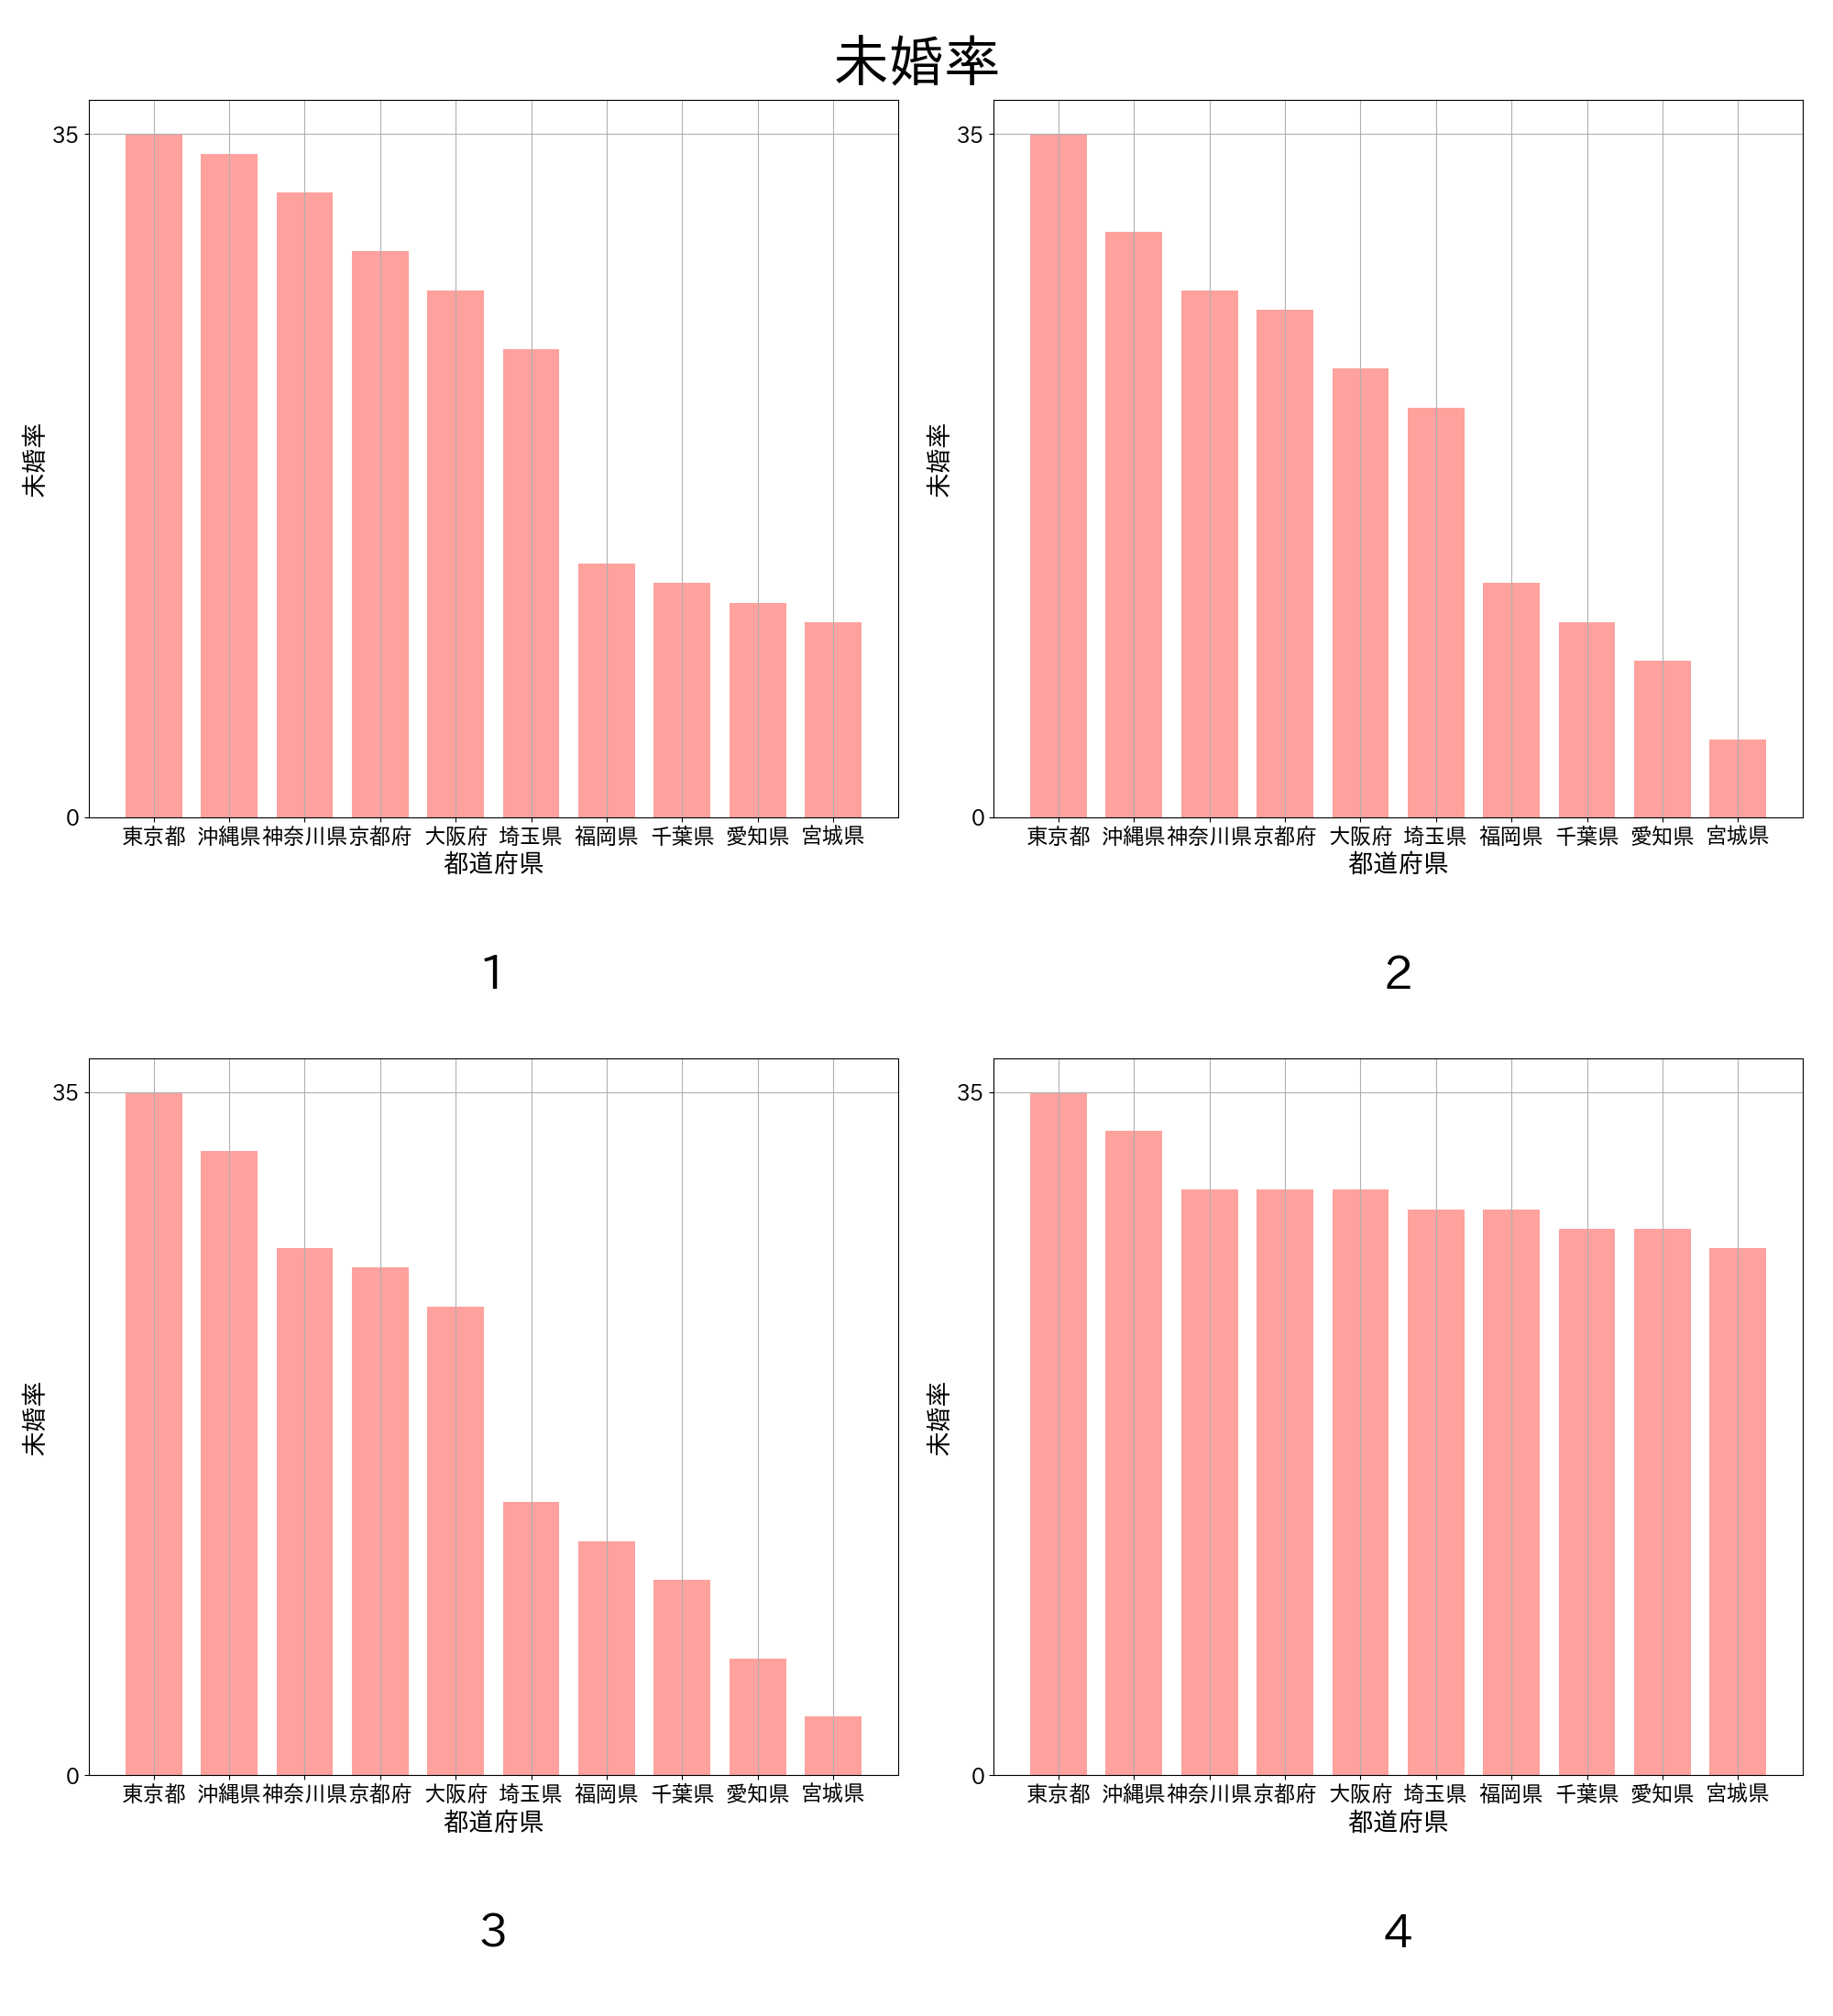 未婚率
35
0
未婚率
東京都 沖縄県 神奈川県 京都府 大阪府 埼玉県 福岡県 千葉県 愛知県 宮城県
都道府県
1
35
0
未婚率
東京都 沖縄県 神奈川県 京都府 大阪府 埼玉県 福岡県 千葉県 愛知県 宮城県
都道府県
2
35
0
未婚率
東京都 沖縄県 神奈川県 京都府 大阪府 埼玉県 福岡県 千葉県 愛知県 宮城県
都道府県
3
35
0
未婚率
東京都 沖縄県 神奈川県 京都府 大阪府 埼玉県 福岡県 千葉県 愛知県 宮城県
都道府県
4